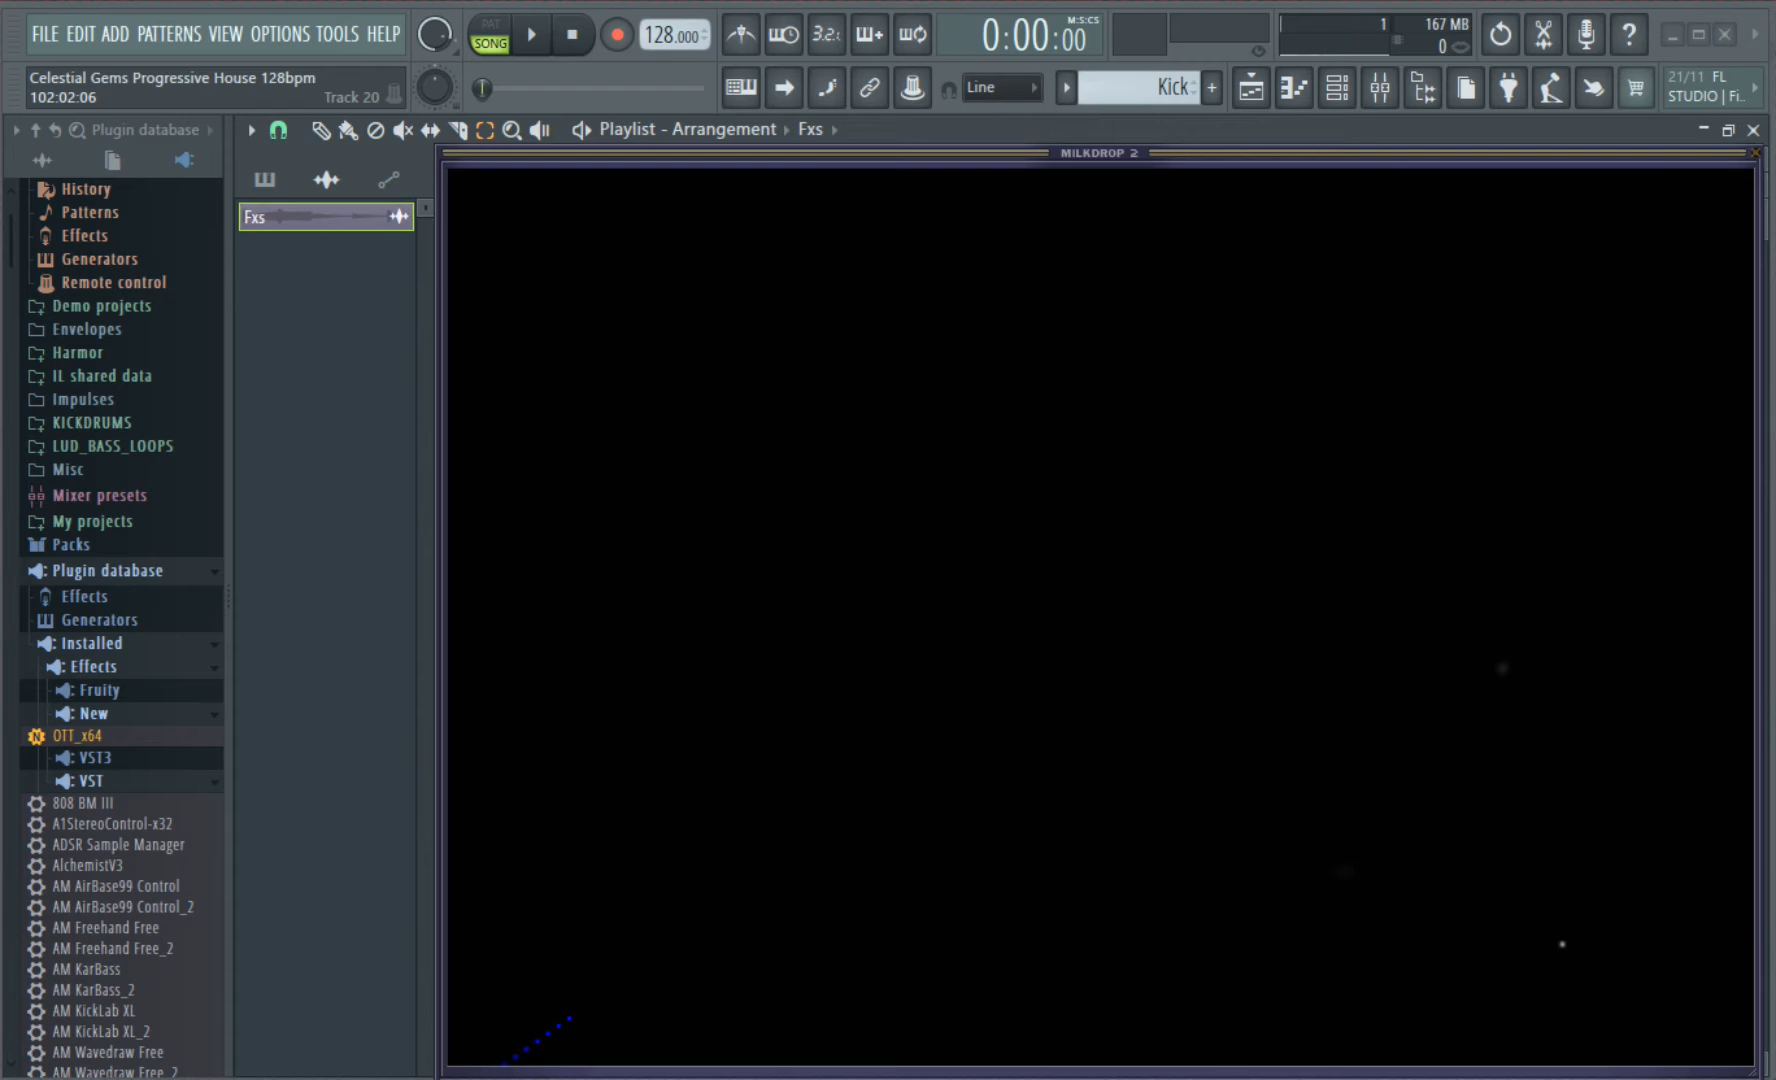 FILE EDIT ADD PATTERNS VIEW OPTIONS TOOLS HELP
PAT
SONG
128.000
3.2.
0:00:00
M:S:CS
1
167 MB
0
?
Celestial Gems Progressive House 128bpm
102:02:06
Track 20
Line
Kick
+
21/11 FL
STUDIO | Fi..
Plugin database
Playlist - Arrangement
Fxs
MILKDROP 2
Fxs
History
Patterns
Effects
Generators
Remote control
Demo projects
Envelopes
Harmor
IL shared data
Impulses
KICKDRUMS
LUD_BASS_LOOPS
Misc
Mixer presets
My projects
Packs
Plugin database
Effects
Generators
Installed
Effects
Fruity
New
N OTT_x64
VST3
VST
808 BM III
A1StereoControl-x32
ADSR Sample Manager
AlchemistV3
AM AirBase99 Control
AM AirBase99 Control_2
AM Freehand Free
AM Freehand Free_2
AM KarBass
AM KarBass_2
AM KickLab XL
AM KickLab XL_2
AM Wavedraw Free
AM Wavedraw Free_2